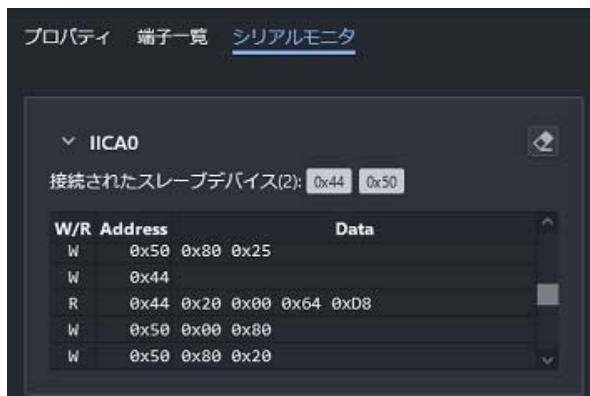 プロパティ 端子一覧 シリアルモニタ
IICA0
接続されたスレーブデバイス(2): 0x44 0x50
W/R Address Data
W 0x50 0x80 0x25
W 0x44
R 0x44 0x20 0x00 0x64 0xD8
W 0x50 0x00 0x80
W 0x50 0x80 0x20